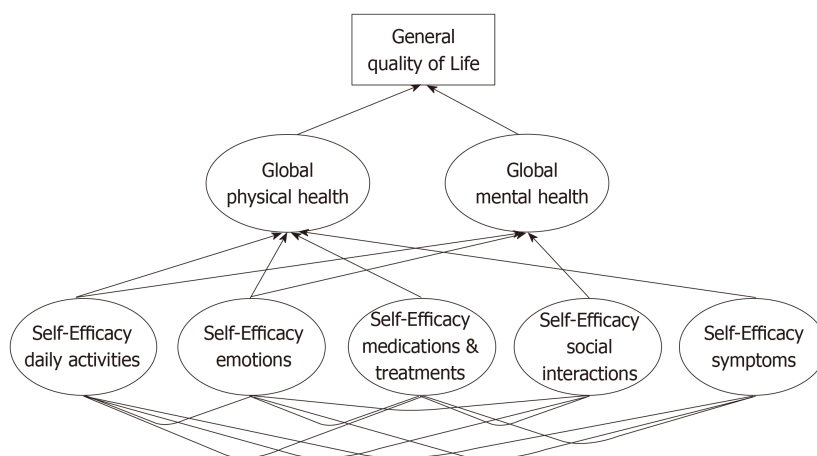 General
quality of Life
Global
physical health
Global
mental health
Self-Efficacy
daily activities
Self-Efficacy
emotions
Self-Efficacy
medications &
treatments
Self-Efficacy
social
interactions
Self-Efficacy
symptoms